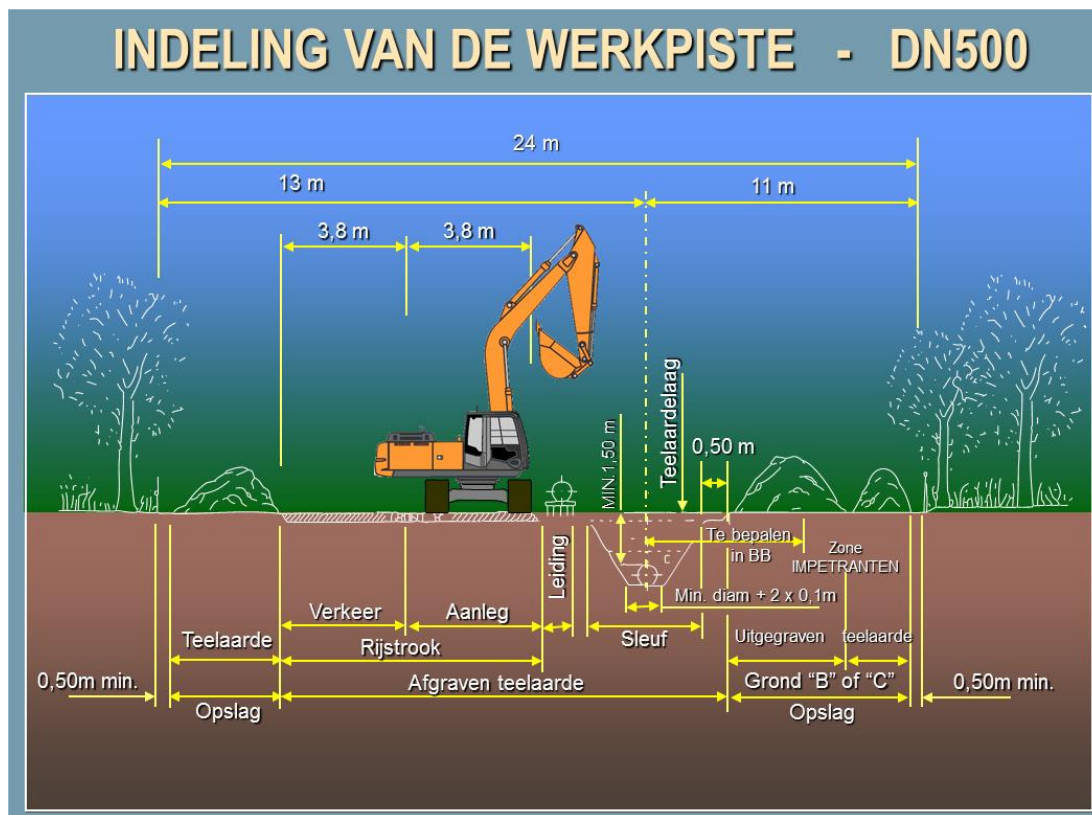 INDELING VAN DE WERKPISTE - DN500
24 m
13 m
11 m
3,8 m
3,8 m
MIN.1,50 m
Teelaardelaag
0,50 m
Te bepalen
in BB
C
Zone
IMPETRANTEN
Leiding
Min. diam + 2 x 0,1m
Verkeer
Aanleg
Sleuf
Uitgegraven
teelaarde
Teelaarde
Rijstrook
0,50m min.
Afgraven teelaarde
Grond “B” of “C”
0,50m min.
Opslag
Opslag